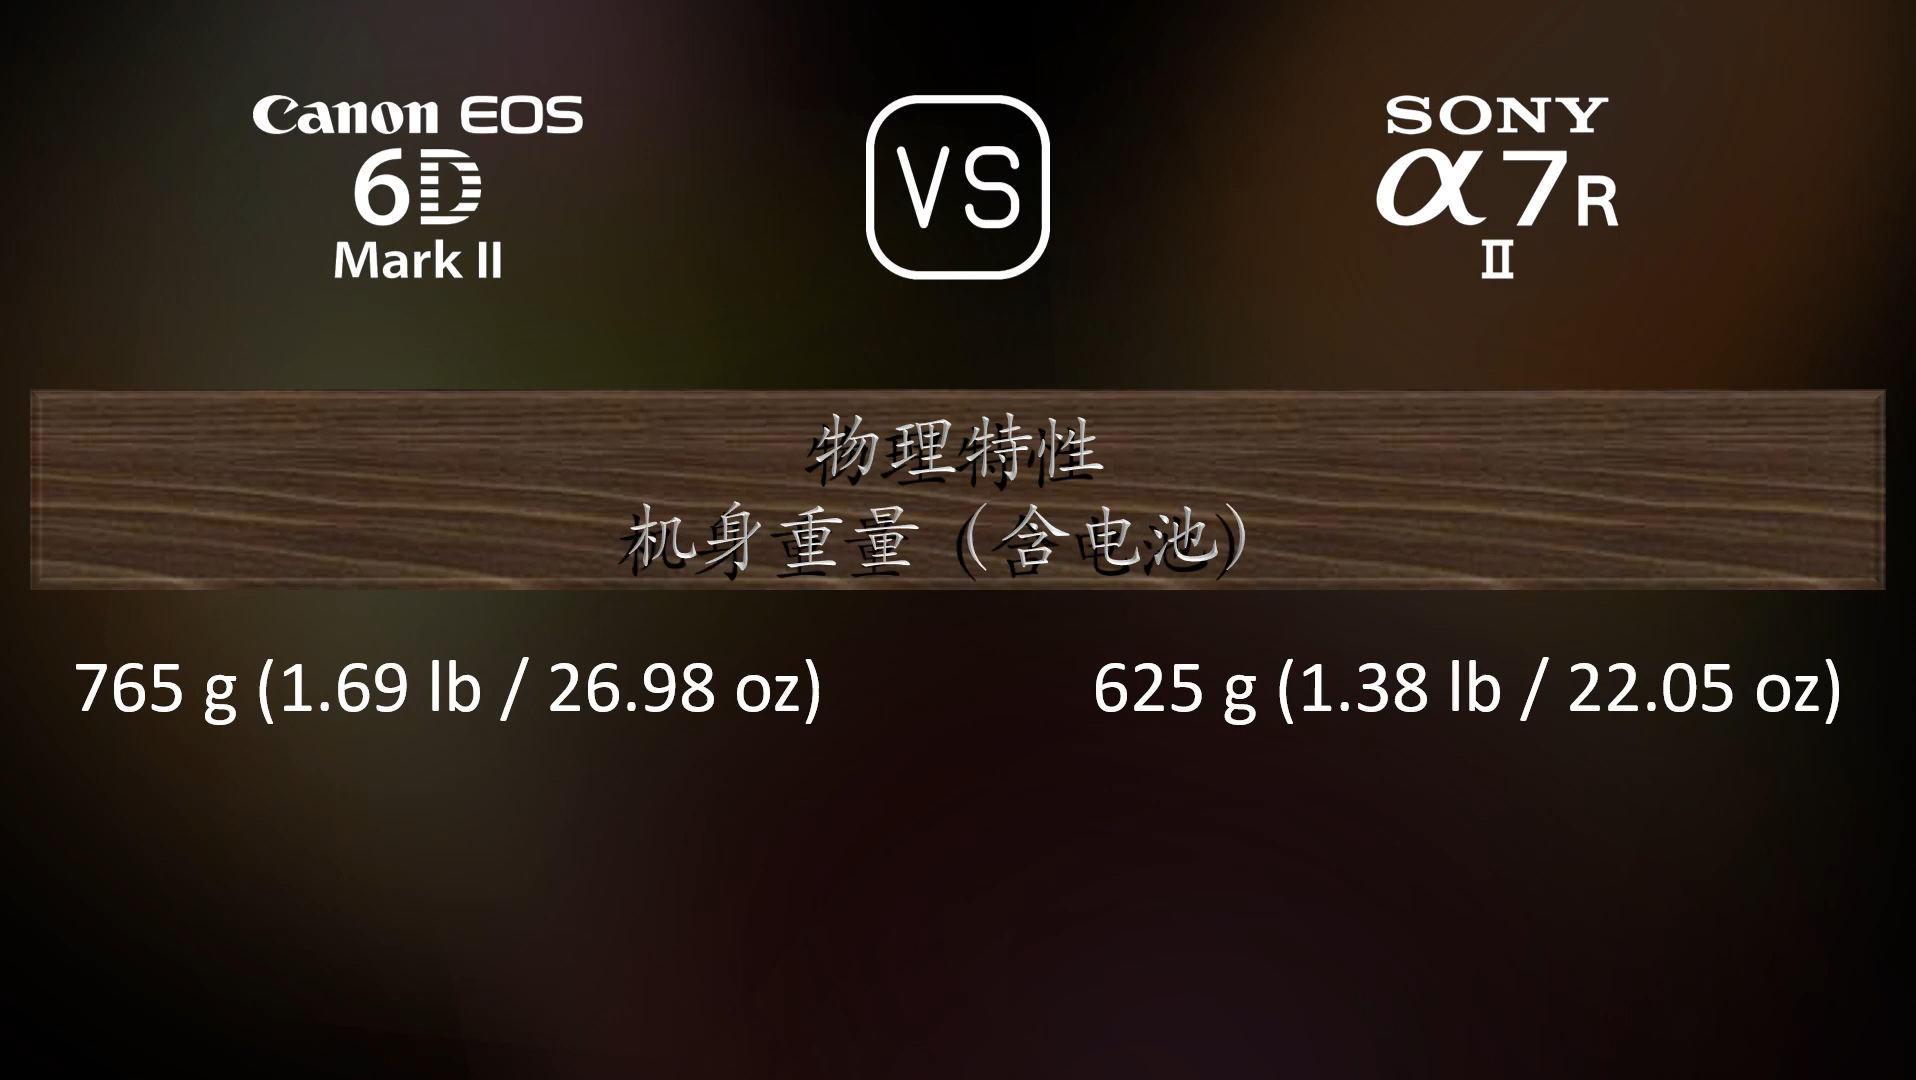 Canon EOS
6D
Mark II
VS
SONY
α7R
II
物理特性
机身重量（含电池）
765 g (1.69 lb / 26.98 oz)
625 g (1.38 lb / 22.05 oz)